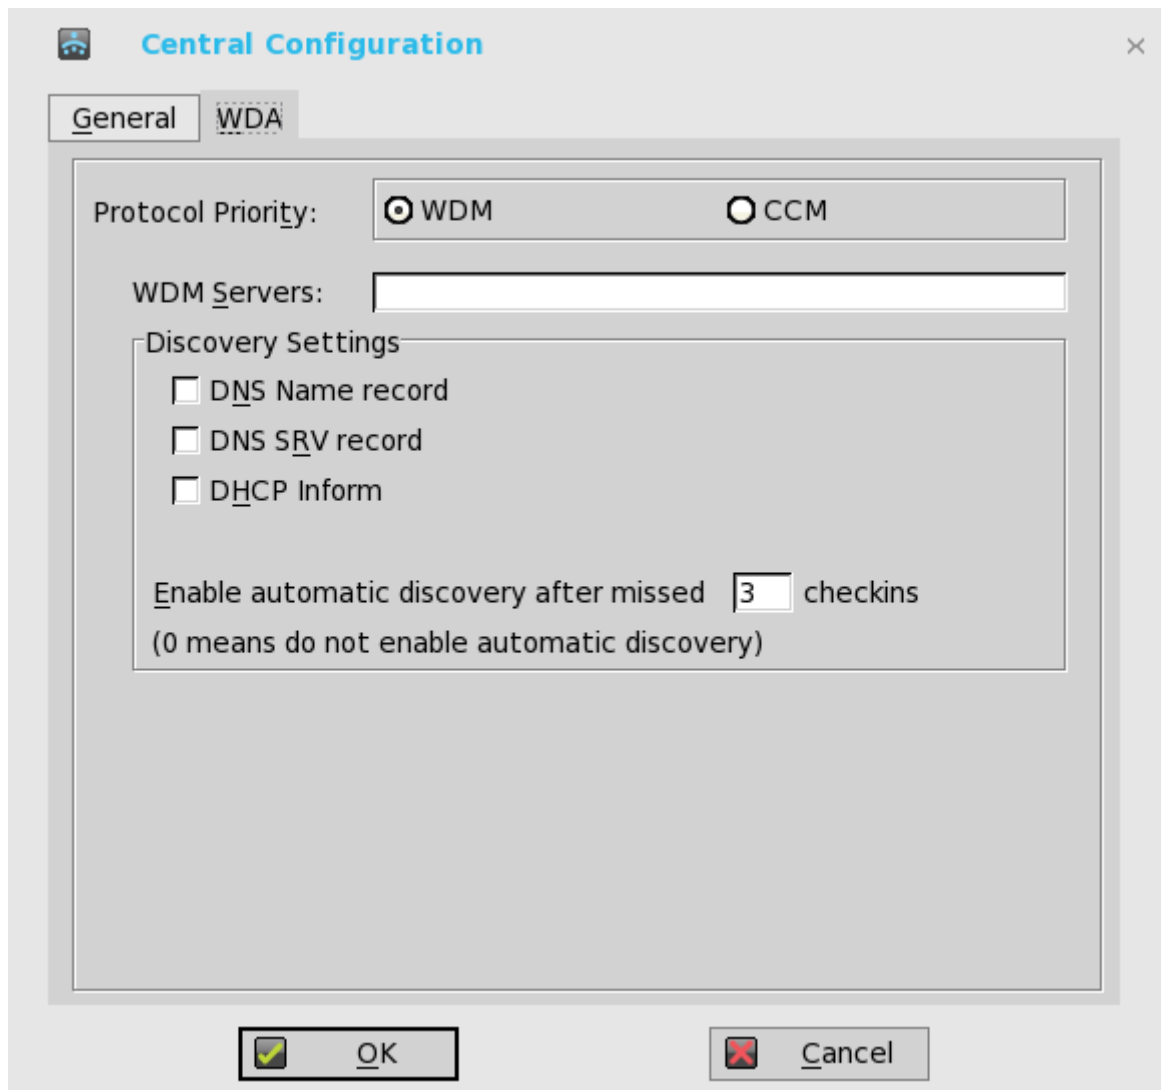 Central Configuration
General WDA
Protocol Priority: WDM CCM
WDM Servers:
Discovery Settings
DNS Name record
DNS SRV record
DHCP Inform
Enable automatic discovery after missed 3 checkins
(0 means do not enable automatic discovery)
OK Cancel